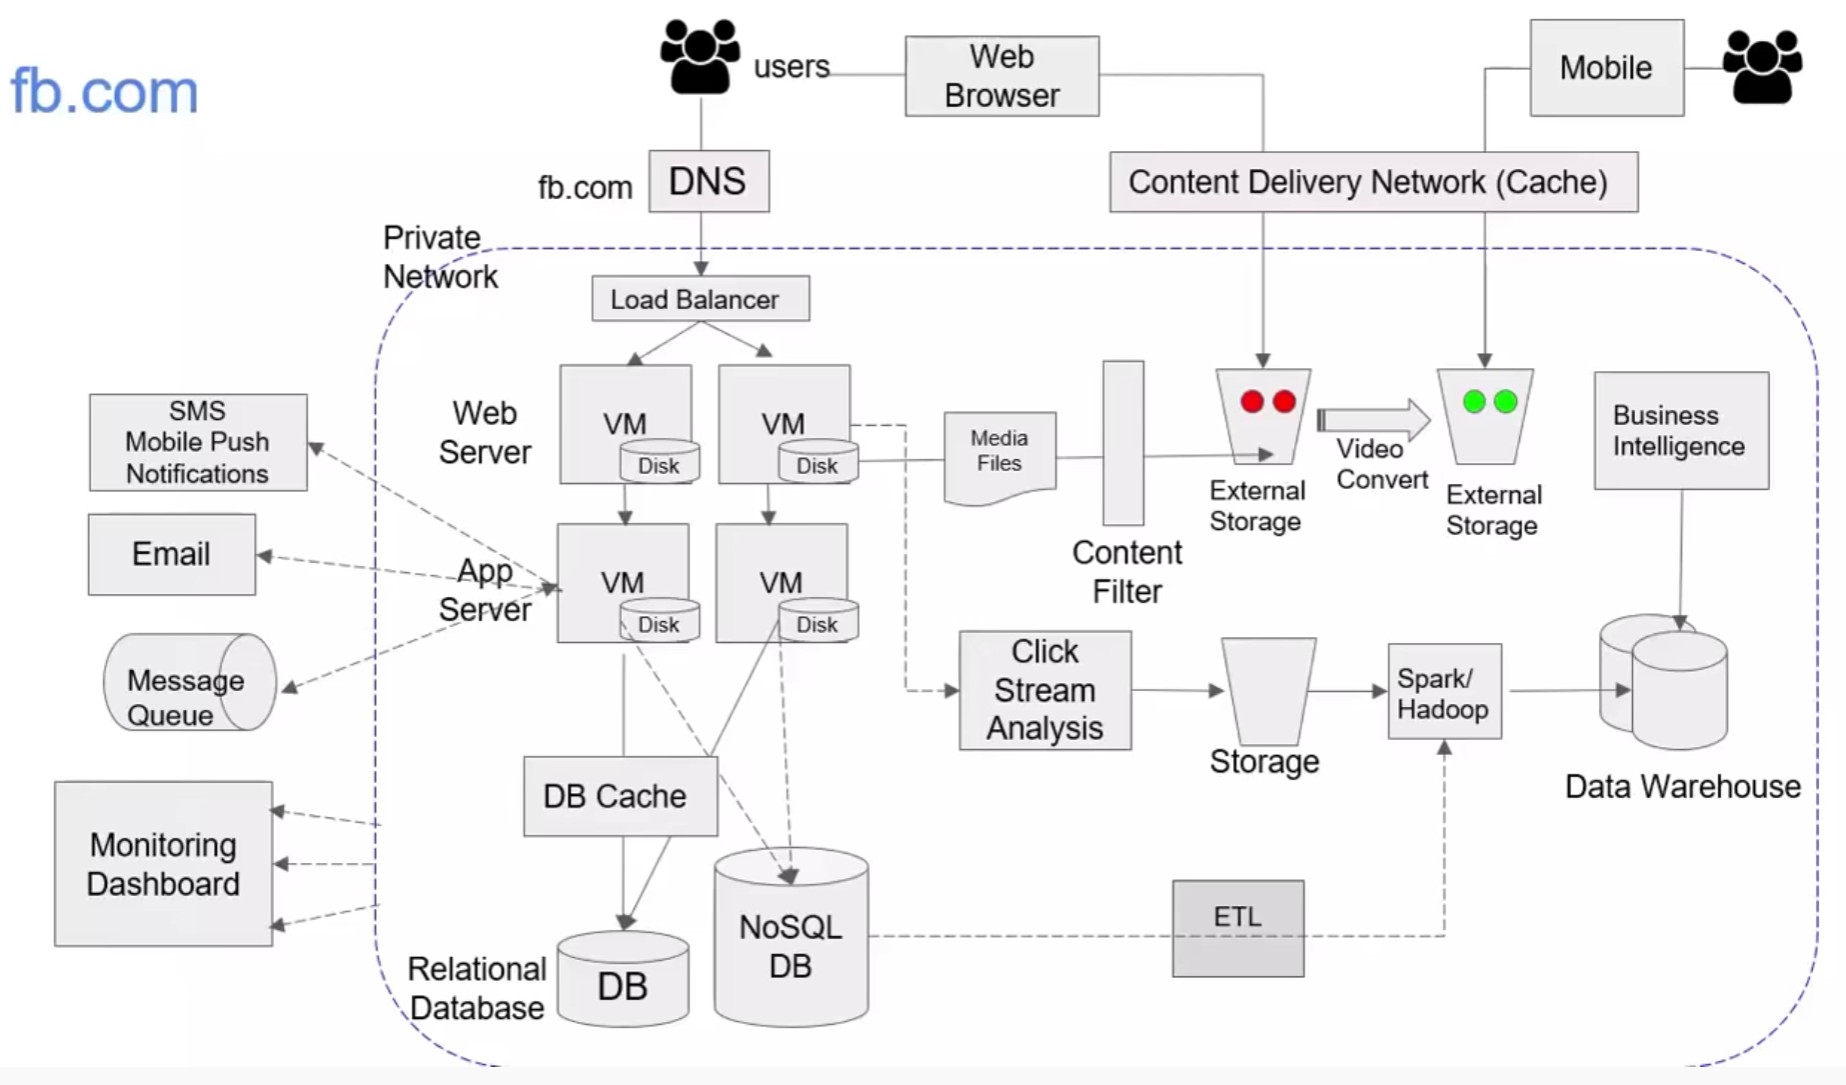 fb.com
users
Web
Browser
Mobile
fb.com
DNS
Content Delivery Network (Cache)
Private
Network
Load Balancer
Web
Server
VM
Disk
VM
Disk
Media
Files
Content
Filter
External
Storage
Video
Convert
External
Storage
Business
Intelligence
SMS
Mobile Push
Notifications
Email
Message
Queue
App
Server
VM
Disk
VM
Disk
Click
Stream
Analysis
Storage
Spark/
Hadoop
Data Warehouse
Monitoring
Dashboard
DB Cache
Relational
Database
DB
NoSQL
DB
ETL